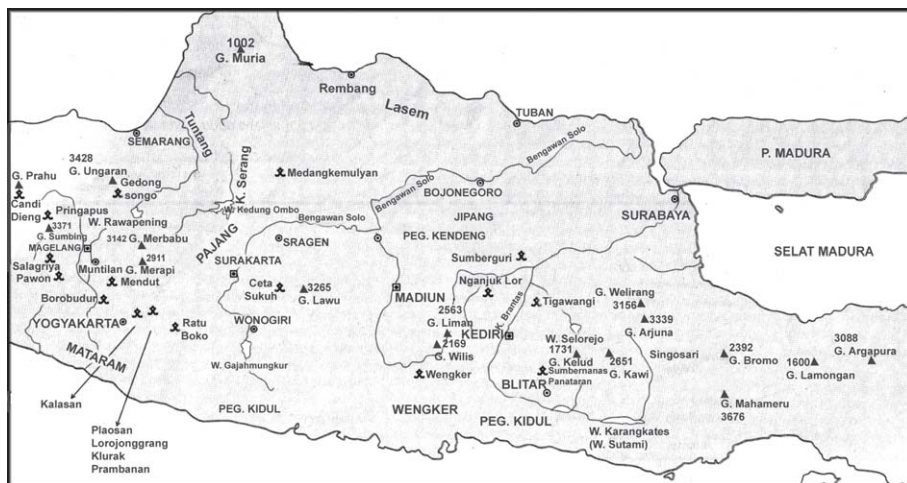 1002
G. Muria
Rembang
Lasem
TUBAN
Tuntang
SEMARANG
K. Serang
P. MADURA
3428
G. Ungaran
Gedong
songo
Medangkemulyan
Bengawan Solo
Bengawan Solo
BOJONEGORO
G. Prahu
Candi
Dieng
Pringapus
W. Rawapening
W. Kedung Ombo
Bengawan Solo
JIPANG
SURABAYA
SELAT MADURA
3371
G. Sumbing
MAGELANG
3142 G. Merbabu
PAJANG
SRAGEN
PEG. KENDENG
Sumberguri
Salagriya
Pawon
Muntilan
2911
G. Merapi
Mendut
SURAKARTA
Ceta
Sukuh
3265
G. Lawu
MADIUN
Nganjuk Lor
Tigawangi
G. Welirang
3156
3339
G. Arjuna
Borobudur
YOGYAKARTA
Ratu
Boko
WONOGIRI
2563
G. Liman
2169
G. Wilis
KEDIRI
K. Brantas
W. Selorejo
1731
G. Kelud
2651
G. Kawi
Singosari
2392
G. Bromo
3088
G. Argapura
1600
G. Lamongan
MATARAM
W. Gajahmungkur
Wengker
Sumbernanas
Panataran
BLITAR
G. Mahameru
3676
Kalasan
PEG. KIDUL
WENGKER
PEG. KIDUL
W. Karangkates
(W. Sutami)
Plaosan
Lorojonggrang
Klurak
Prambanan